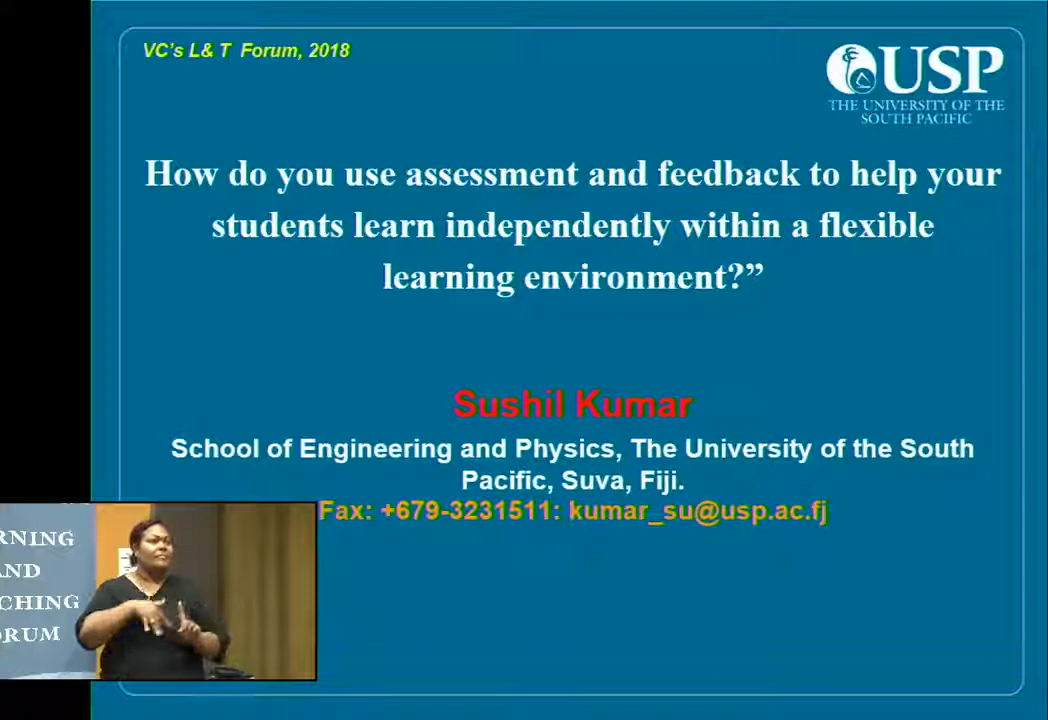 VC's L& T Forum, 2018
USP
THE UNIVERSITY OF THE
SOUTH PACIFIC
How do you use assessment and feedback to help your
students learn independently within a flexible
learning environment?”
Sushil Kumar
School of Engineering and Physics, The University of the South
Pacific, Suva, Fiji.
Fax: +679-3231511: kumar_su@usp.ac.fj
RNING
AND
CHING
ORUM